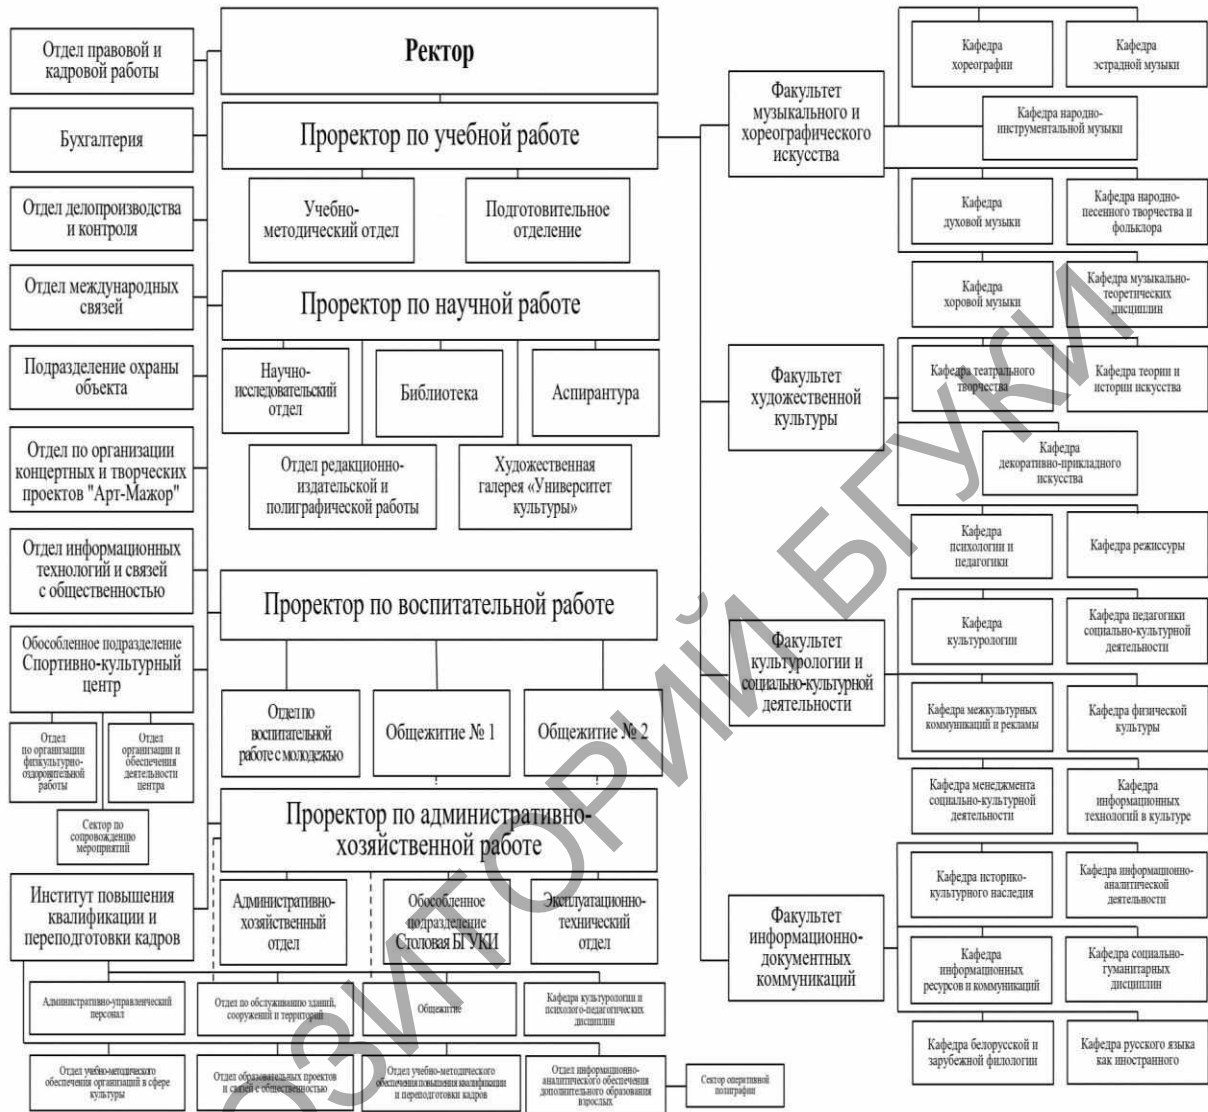 Ректор
Отдел правовой и
кадровой работы
Бухгалтерия
Отдел делопроизводства
и контроля
Отдел международных
связей
Подразделение охраны
объекта
Отдел по организации
концертных и творческих
проектов "Арт-Мажор"
Отдел информационных
технологий и связей
с общественностью
Обособленное подразделение
Спортивно-культурный
центр
Отдел
по организации
физкультурно-
оздоровительной
работы
Отдел
организации и
обеспечения
деятельности
центра
Сектор по
сопровождению
мероприятий
Институт повышения
квалификации и
переподготовки кадров
Проректор по учебной работе
Учебно-
методический отдел
Подготовительное
отделение
Проректор по научной работе
Научно-
исследовательский
отдел
Библиотека
Аспирантура
Отдел редакционно-
издательской и
полиграфической работы
Художественная
галерея «Университет
культуры»
Проректор по воспитательной работе
Отдел по
воспитательной
работе с молодежью
Общежитие № 1
Общежитие № 2
Проректор по административно-
хозяйственной работе
Административно-
хозяйственный
отдел
Обособленное
подразделение
Столовая БГУКИ
Эксплуатационно-
технический
отдел
Административно-управленческий
персонал
Отдел по обслуживанию зданий,
сооружений и территорий
Общежитие
Кафедра культурологии и
психолого-педагогических
дисциплин
Отдел учебно-методического
обеспечения организаций в сфере
культуры
Отдел образовательных проектов
и связей с общественностью
Отдел учебно-методического
обеспечения повышения квалификации
и переподготовки кадров
Отдел информационно-
аналитического обеспечения
дополнительного образования
взрослых
Сектор оперативной
полиграфии
Факультет
музыкального и
хореографического
искусства
Кафедра
хореографии
Кафедра
эстрадной музыки
Кафедра народно-
инструментальной музыки
Кафедра
духовой музыки
Кафедра народно-
песенного творчества и
фольклора
Кафедра
хоровой музыки
Кафедра музыкально-
теоретических
дисциплин
Факультет
художественной
культуры
Кафедра театрального
творчества
Кафедра теории и
истории искусства
Кафедра
декоративно-прикладного
искусства
Кафедра
психологии и
педагогики
Кафедра режиссуры
Факультет
культурологии и
социально-культурной
деятельности
Кафедра
культурологии
Кафедра педагогики
социально-культурной
деятельности
Кафедра межкультурных
коммуникаций и рекламы
Кафедра физической
культуры
Кафедра менеджмента
социально-культурной
деятельности
Кафедра
информационных
технологий в культуре
Факультет
информационно-
документных
коммуникаций
Кафедра историко-
культурного наследия
Кафедра информационно-
аналитической
деятельности
Кафедра
информационных
ресурсов и коммуникаций
Кафедра социально-
гуманитарных
дисциплин
Кафедра белорусской и
зарубежной филологии
Кафедра русского языка
как иностранного
ОЗИТОРИЙ БГУКИ